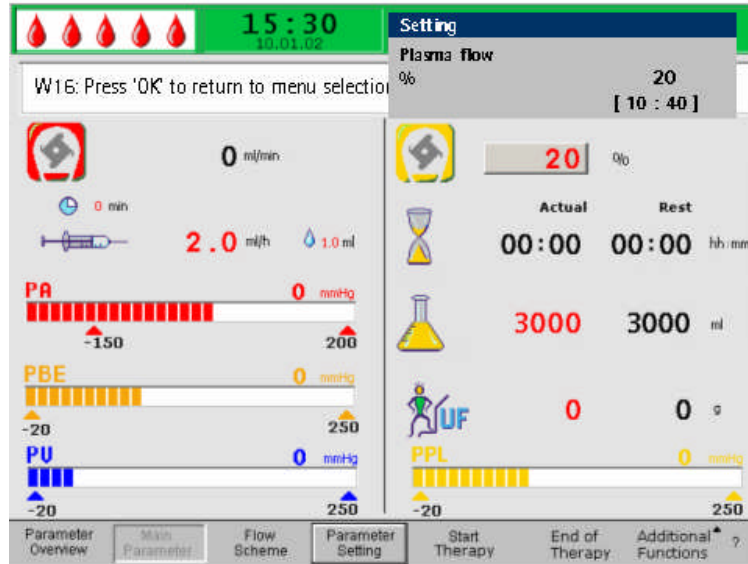 15:30
10.01.02
Setting
Plasma flow
% 20
[ 10 : 40 ]
W16: Press 'OK' to return to menu selection
0 ml/min
0 min
2.0 ml/h 1.0 ml
PA 0 mmHg
-150 200
PBE 0 mmHg
-20 250
PV 0 mmHg
-20 250
20 %
Actual Rest
00:00 00:00 hh:mm
3000 3000 ml
UF 0 0 g
PPL 0 mmHg
-20 250
Parameter Overview
Main Parameter
Flow Scheme
Parameter Setting
Start Therapy
End of Therapy
Additional Functions
?